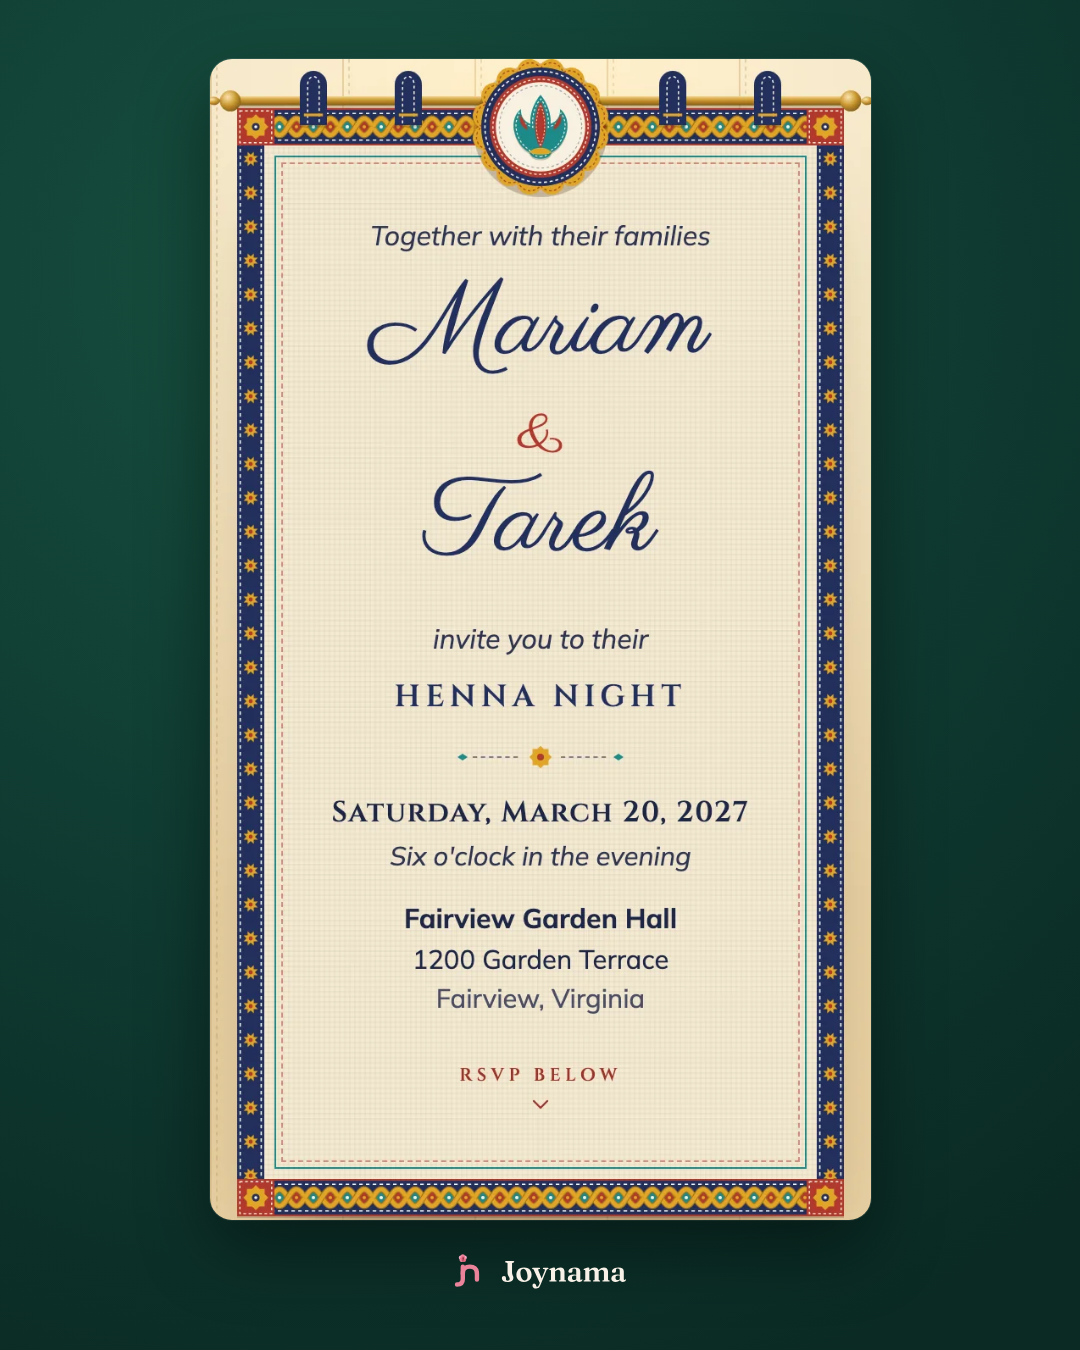 Together with their families
Mariam
&
Tarek
invite you to their
HENNA NIGHT
SATURDAY, MARCH 20, 2027
Six o'clock in the evening
Fairview Garden Hall
1200 Garden Terrace
Fairview, Virginia
RSVP BELOW
Joynama